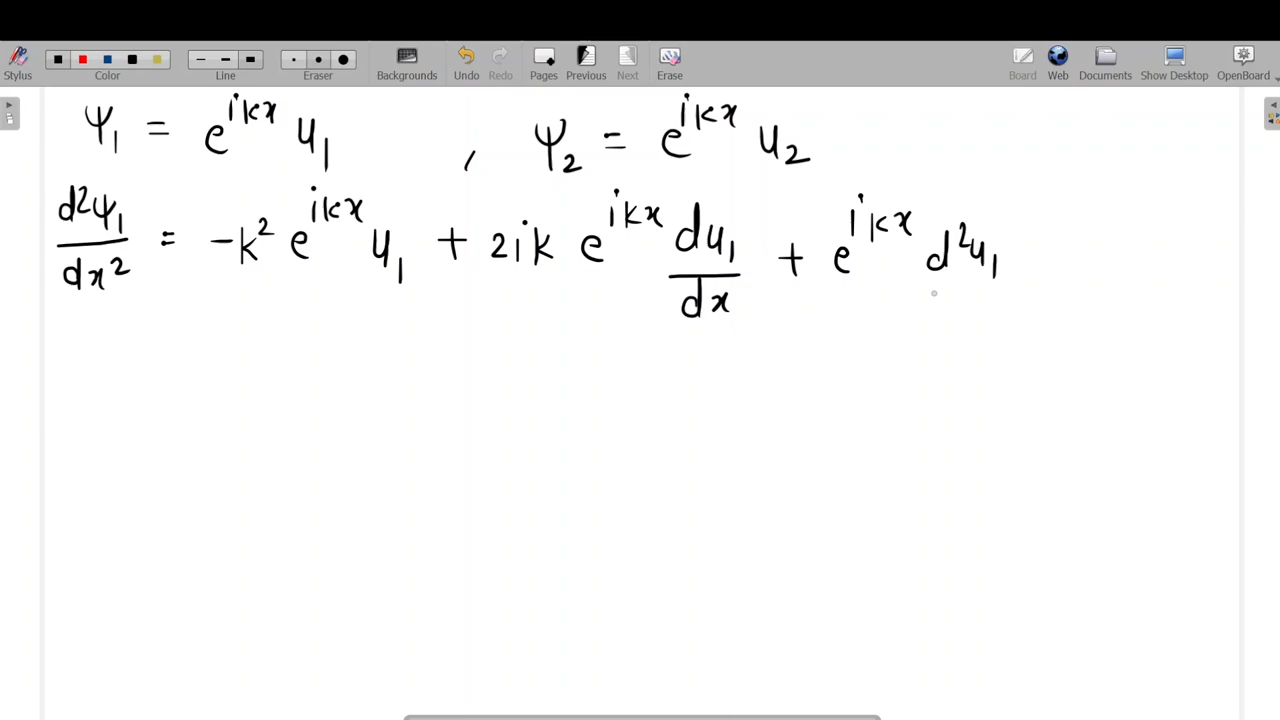 Stylus Color Line Eraser Backgrounds Undo Redo Pages Previous Next Erase Board Web Documents Show Desktop OpenBoard
ψ₁ = e^{ikx} u₁ , ψ₂ = e^{ikx} u₂
d²ψ₁/dx² = -k² e^{ikx} u₁ + 2ik e^{ikx} du₁/dx + e^{ikx} d²u₁